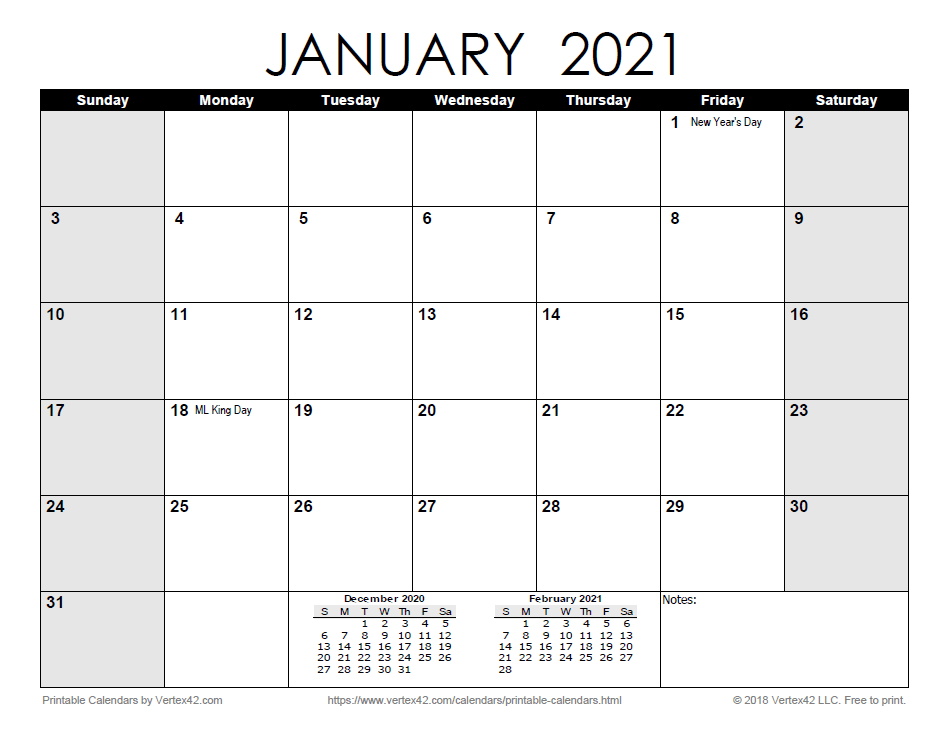 JANUARY 2021
Sunday Monday Tuesday Wednesday Thursday Friday Saturday
1 New Year's Day 2
3 4 5 6 7 8 9
10 11 12 13 14 15 16
17 18 ML King Day 19 20 21 22 23
24 25 26 27 28 29 30
31
December 2020
S M T W Th F Sa
1 2 3 4 5
6 7 8 9 10 11 12
13 14 15 16 17 18 19
20 21 22 23 24 25 26
27 28 29 30 31
February 2021
S M T W Th F Sa
1 2 3 4 5 6
7 8 9 10 11 12 13
14 15 16 17 18 19 20
21 22 23 24 25 26 27
28
Notes:
Printable Calendars by Vertex42.com https://www.vertex42.com/calendars/printable-calendars.html © 2018 Vertex42 LLC. Free to print.